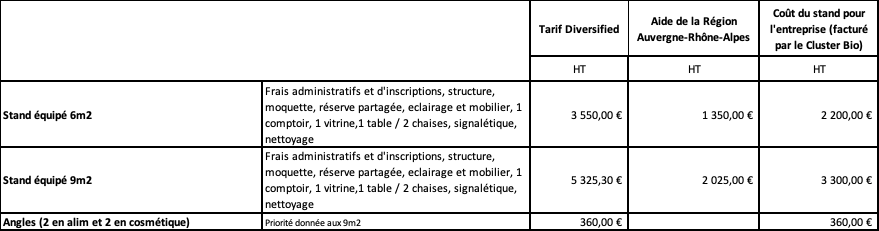 Tarif Diversified
Aide de la Région
Auvergne-Rhône-Alpes
Coût du stand pour
l'entreprise (facturé
par le Cluster Bio)
HT
HT
HT
Stand équipé 6m2
Frais administratifs et d'inscriptions, structure,
moquette, réserve partagée, eclairage et mobilier, 1
comptoir, 1 vitrine,1 table / 2 chaises, signalétique,
nettoyage
3 550,00 €
1 350,00 €
2 200,00 €
Stand équipé 9m2
Frais administratifs et d'inscriptions, structure,
moquette, réserve partagée, eclairage et mobilier, 1
comptoir, 1 vitrine,1 table / 2 chaises, signalétique,
nettoyage
5 325,30 €
2 025,00 €
3 300,00 €
Angles (2 en alim et 2 en cosmétique)
Priorité donnée aux 9m2
360,00 €
360,00 €